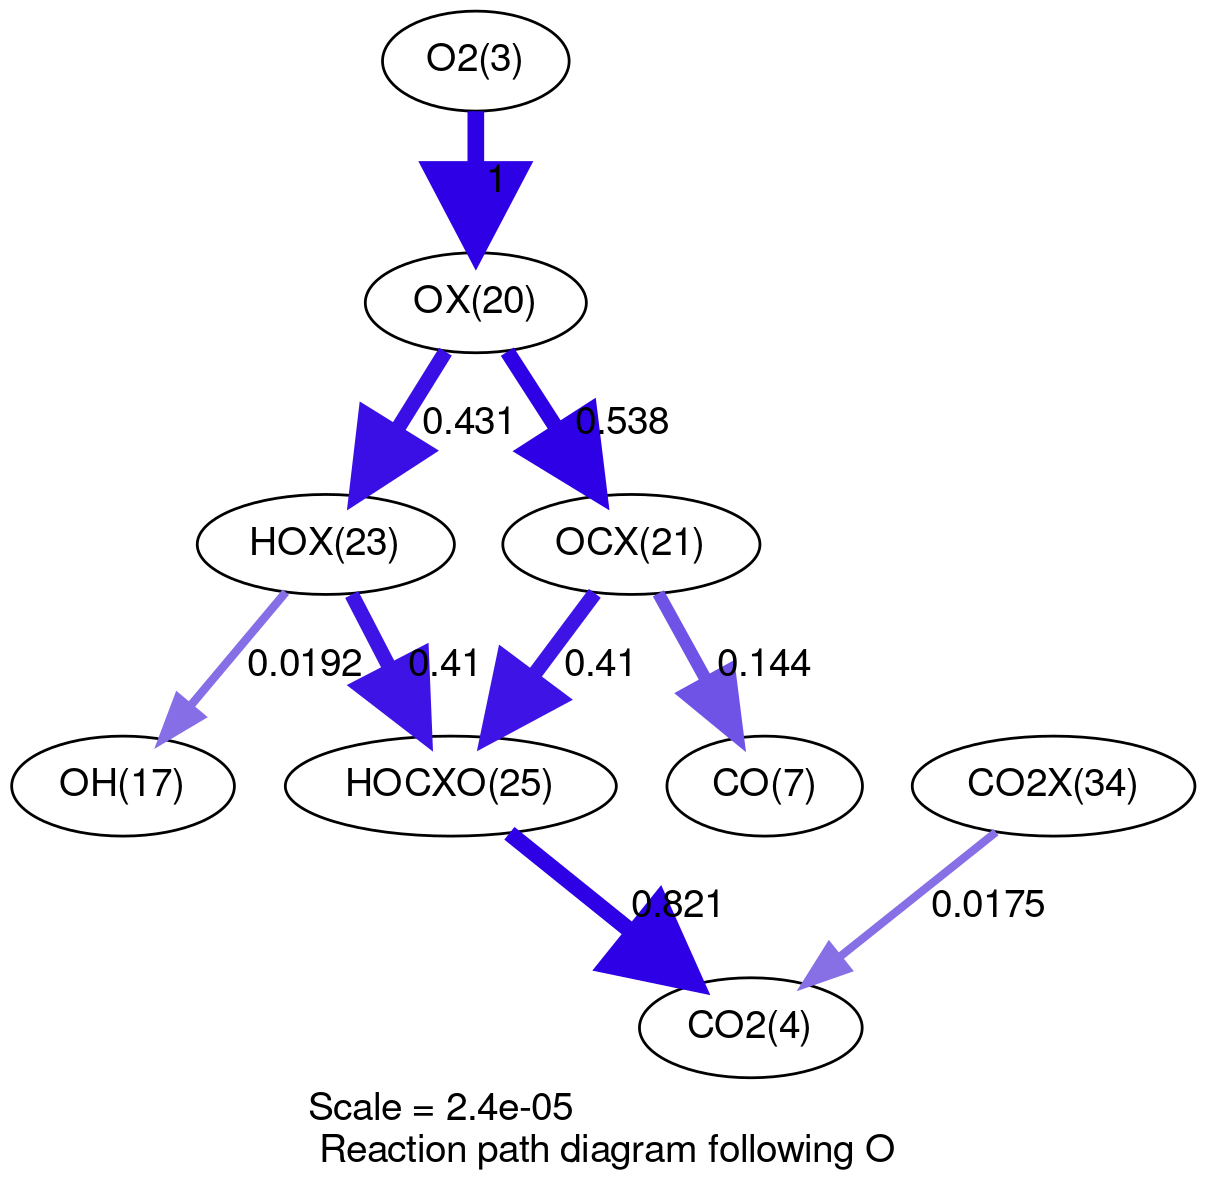 O2(3)
1
OX(20)
0.431
0.538
HOX(23)
OCX(21)
0.0192
0.41
0.41
0.144
OH(17)
HOCXO(25)
CO(7)
CO2X(34)
0.821
0.0175
CO2(4)
Scale = 2.4e-05
Reaction path diagram following O